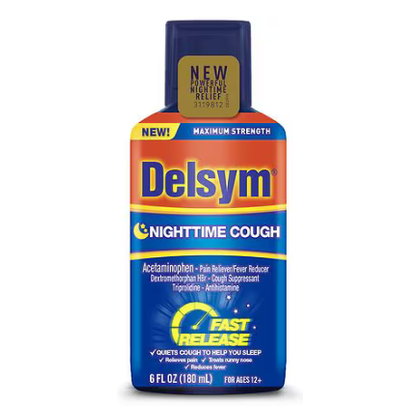 NEW
POWERFUL
NIGHTTIME
RELIEF
3119812
NEW!
MAXIMUM STRENGTH
Delsym®
NIGHTTIME COUGH
Acetaminophen - Pain Reliever/Fever Reducer
Dextromethorphan HBr - Cough Suppressant
Triprolidine - Antihistamine
FAST
RELEASE
✓ QUIETS COUGH TO HELP YOU SLEEP
✓ Relieves pain ✓ Treats runny nose
✓ Reduces fever
6 FL OZ (180 mL)
FOR AGES 12+